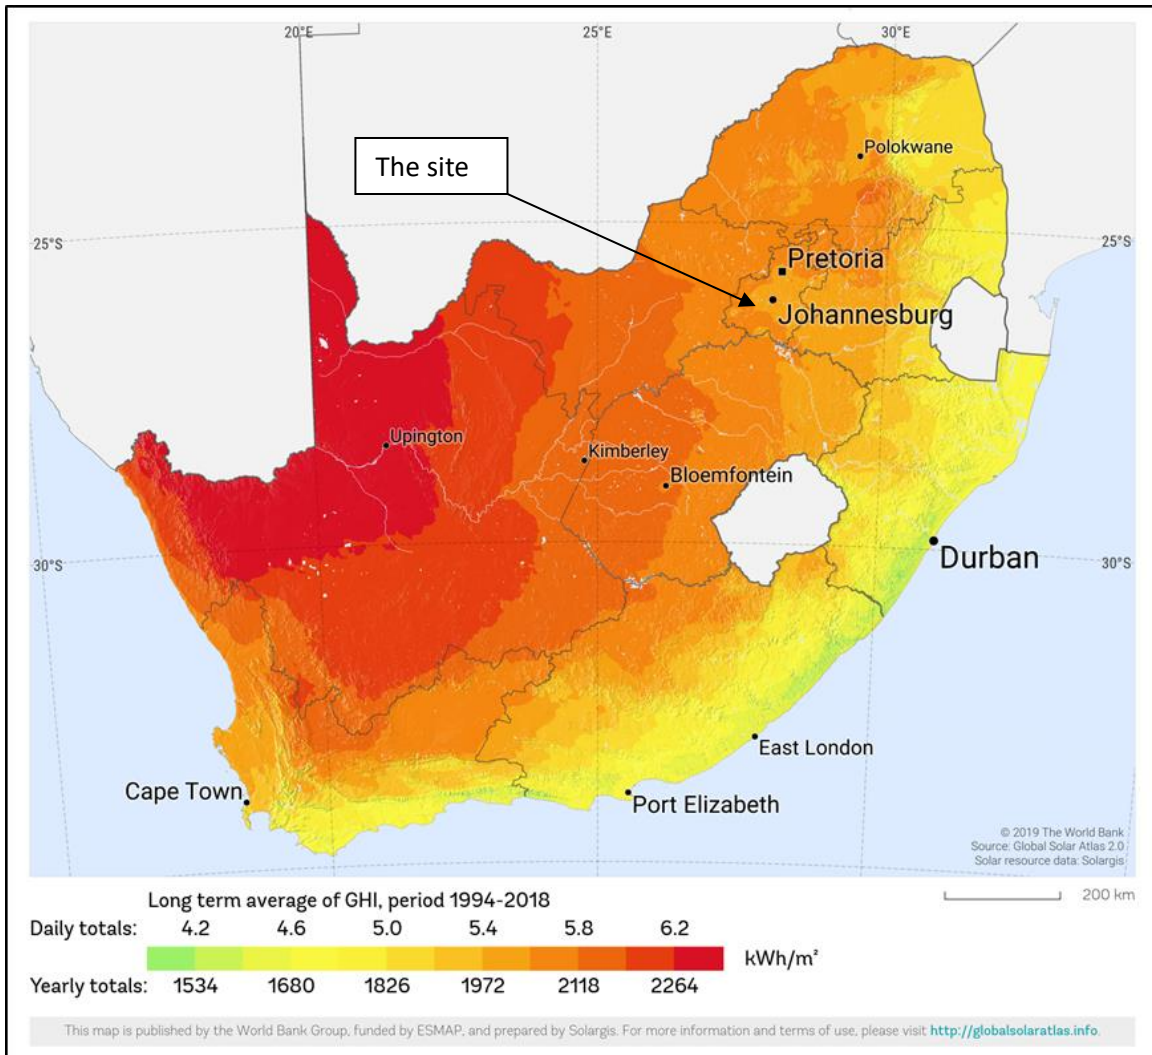 20°E 25°E 30°E
The site
Polokwane
25°S 25°S
Pretoria
Johannesburg
Upington
Kimberley
Bloemfontein
Durban
30°S 30°S
East London
Cape Town
Port Elizabeth
© 2019 The World Bank
Source: Global Solar Atlas 2.0
Solar resource data: Solargis
200 km
Long term average of GHI, period 1994-2018
Daily totals: 4.2 4.6 5.0 5.4 5.8 6.2
kWh/m²
Yearly totals: 1534 1680 1826 1972 2118 2264
This map is published by the World Bank Group, funded by ESMAP, and prepared by Solargis. For more information and terms of use, please visit http://globalsolaratlas.info.